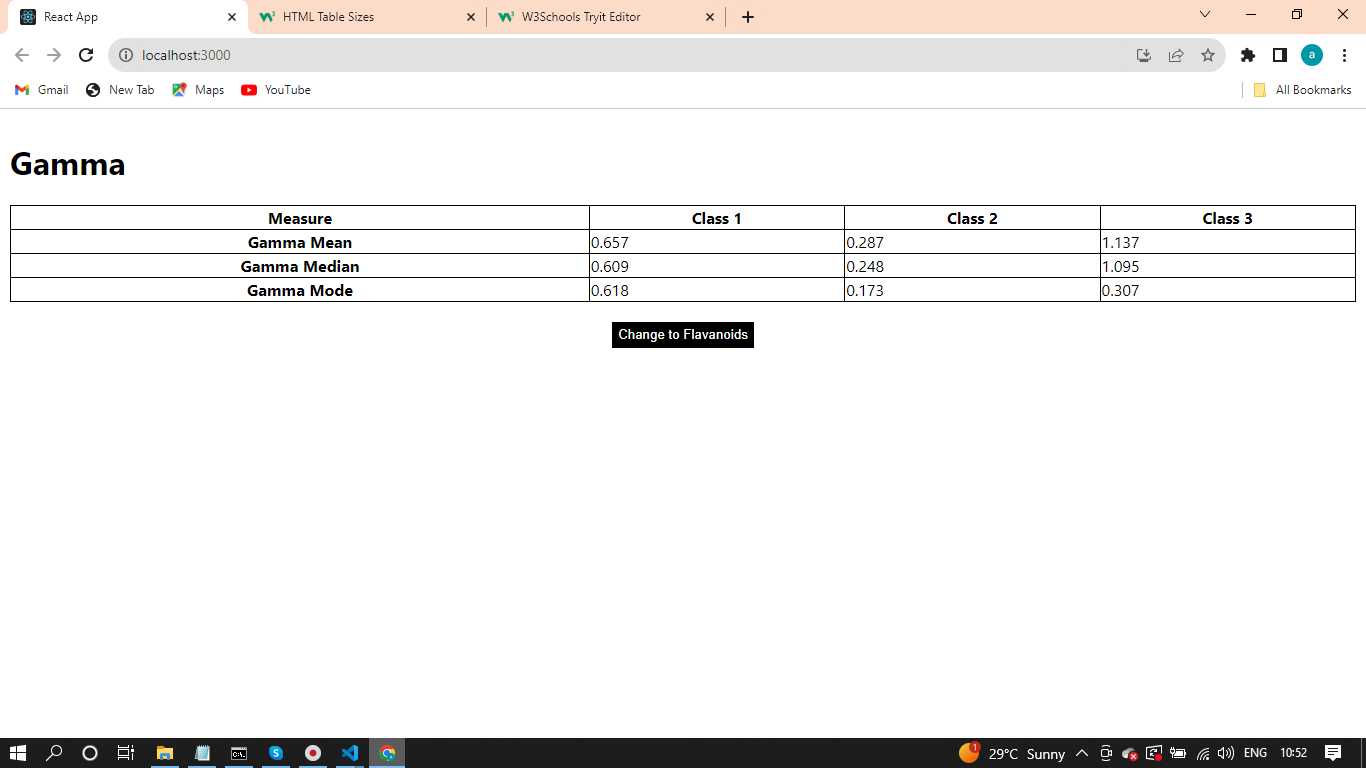 React App
HTML Table Sizes
W3Schools Tryit Editor
localhost:3000
a
Gmail
New Tab
Maps
YouTube
All Bookmarks
Gamma
Measure Class 1 Class 2 Class 3
Gamma Mean 0.657 0.287 1.137
Gamma Median 0.609 0.248 1.095
Gamma Mode 0.618 0.173 0.307
Change to Flavanoids
1
29°C Sunny
ENG
10:52